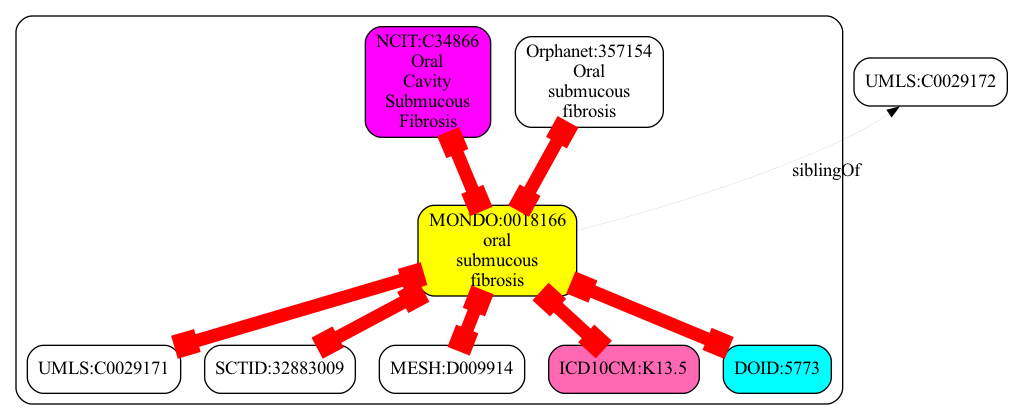 NCIT:C34866
Oral
Cavity
Submucous
Fibrosis
Orphanet:357154
Oral
submucous
fibrosis
UMLS:C0029172
siblingOf
MONDO:0018166
oral
submucous
fibrosis
UMLS:C0029171
SCTID:32883009
MESH:D009914
ICD10CM:K13.5
DOID:5773